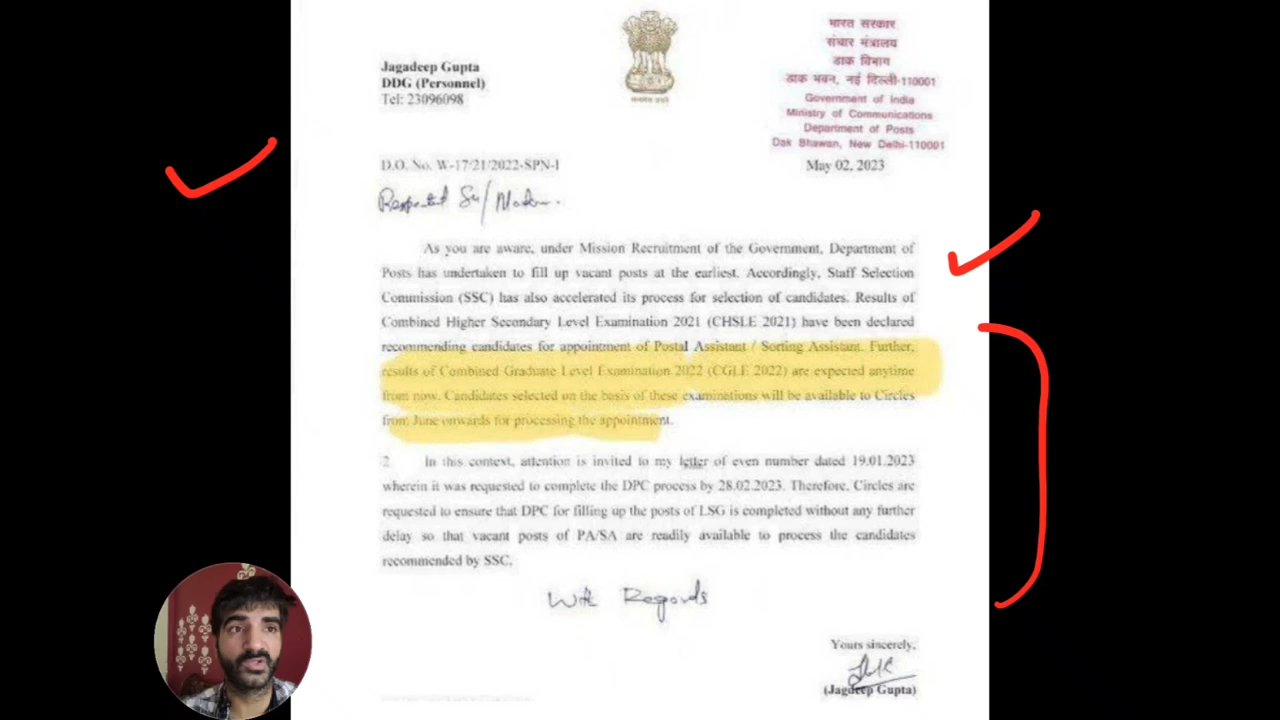 Jagadeep Gupta
DDG (Personnel)
Tel: 23096098
सत्यमेव जयते
भारत सरकार
संचार मंत्रालय
डाक विभाग
डाक भवन, नई दिल्ली-110001
Government of India
Ministry of Communications
Department of Posts
Dak Bhawan, New Delhi-110001
D.O. No. W-17/21/2022-SPN-I
May 02, 2023
Respected Sir/Madam.
As you are aware, under Mission Recruitment of the Government, Department of
Posts has undertaken to fill up vacant posts at the earliest. Accordingly, Staff Selection
Commission (SSC) has also accelerated its process for selection of candidates. Results of
Combined Higher Secondary Level Examination 2021 (CHSLE 2021) have been declared
recommending candidates for appointment of Postal Assistant / Sorting Assistant. Further,
results of Combined Graduate Level Examination 2022 (CGLE 2022) are expected anytime
from now. Candidates selected on the basis of these examinations will be available to Circles
from June onwards for processing the appointment.
2 In this context, attention is invited to my letter of even number dated 19.01.2023
wherein it was requested to complete the DPC process by 28.02.2023. Therefore, Circles are
requested to ensure that DPC for filling up the posts of LSG is completed without any further
delay so that vacant posts of PA/SA are readily available to process the candidates
recommended by SSC.
With Regards
Yours sincerely,
(Jagdeep Gupta)